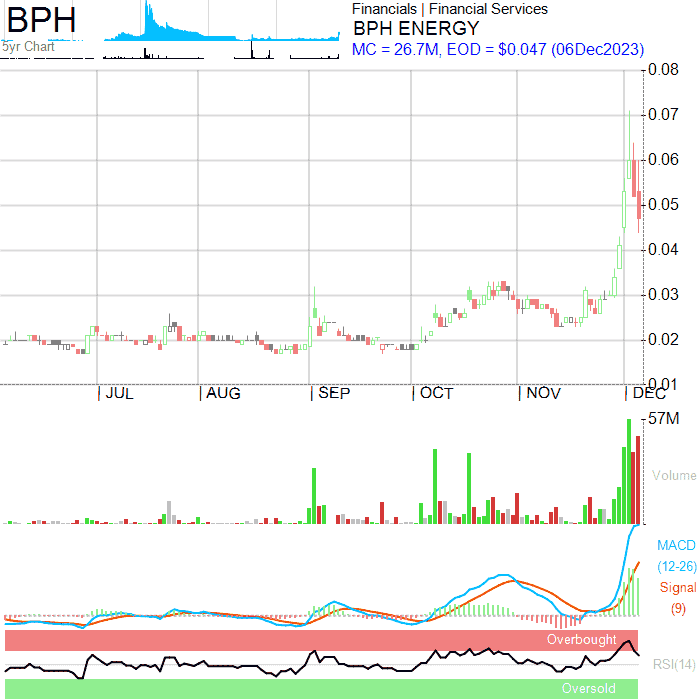 BPH
5yr Chart
Financials | Financial Services
BPH ENERGY
MC = 26.7M, EOD = $0.047 (06Dec2023)
0.08
0.07
0.06
0.05
0.04
0.03
0.02
0.01
JUL AUG SEP OCT NOV DEC
57M
Volume
MACD
(12-26)
Signal
(9)
Overbought
RSI(14)
Oversold